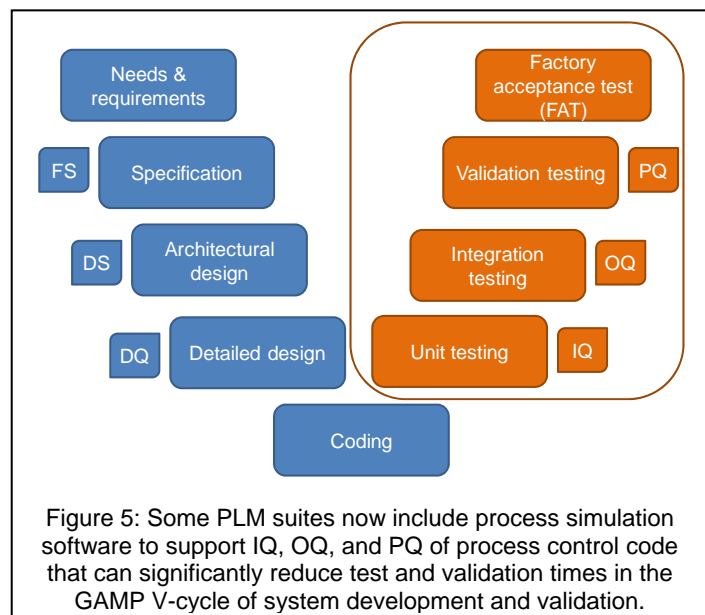 Needs &
requirements
Factory
acceptance test
(FAT)
FS
Specification
Validation testing
PQ
DS
Architectural
design
Integration
testing
OQ
DQ
Detailed design
Unit testing
IQ
Coding
Figure 5: Some PLM suites now include process simulation
software to support IQ, OQ, and PQ of process control code
that can significantly reduce test and validation times in the
GAMP V-cycle of system development and validation.